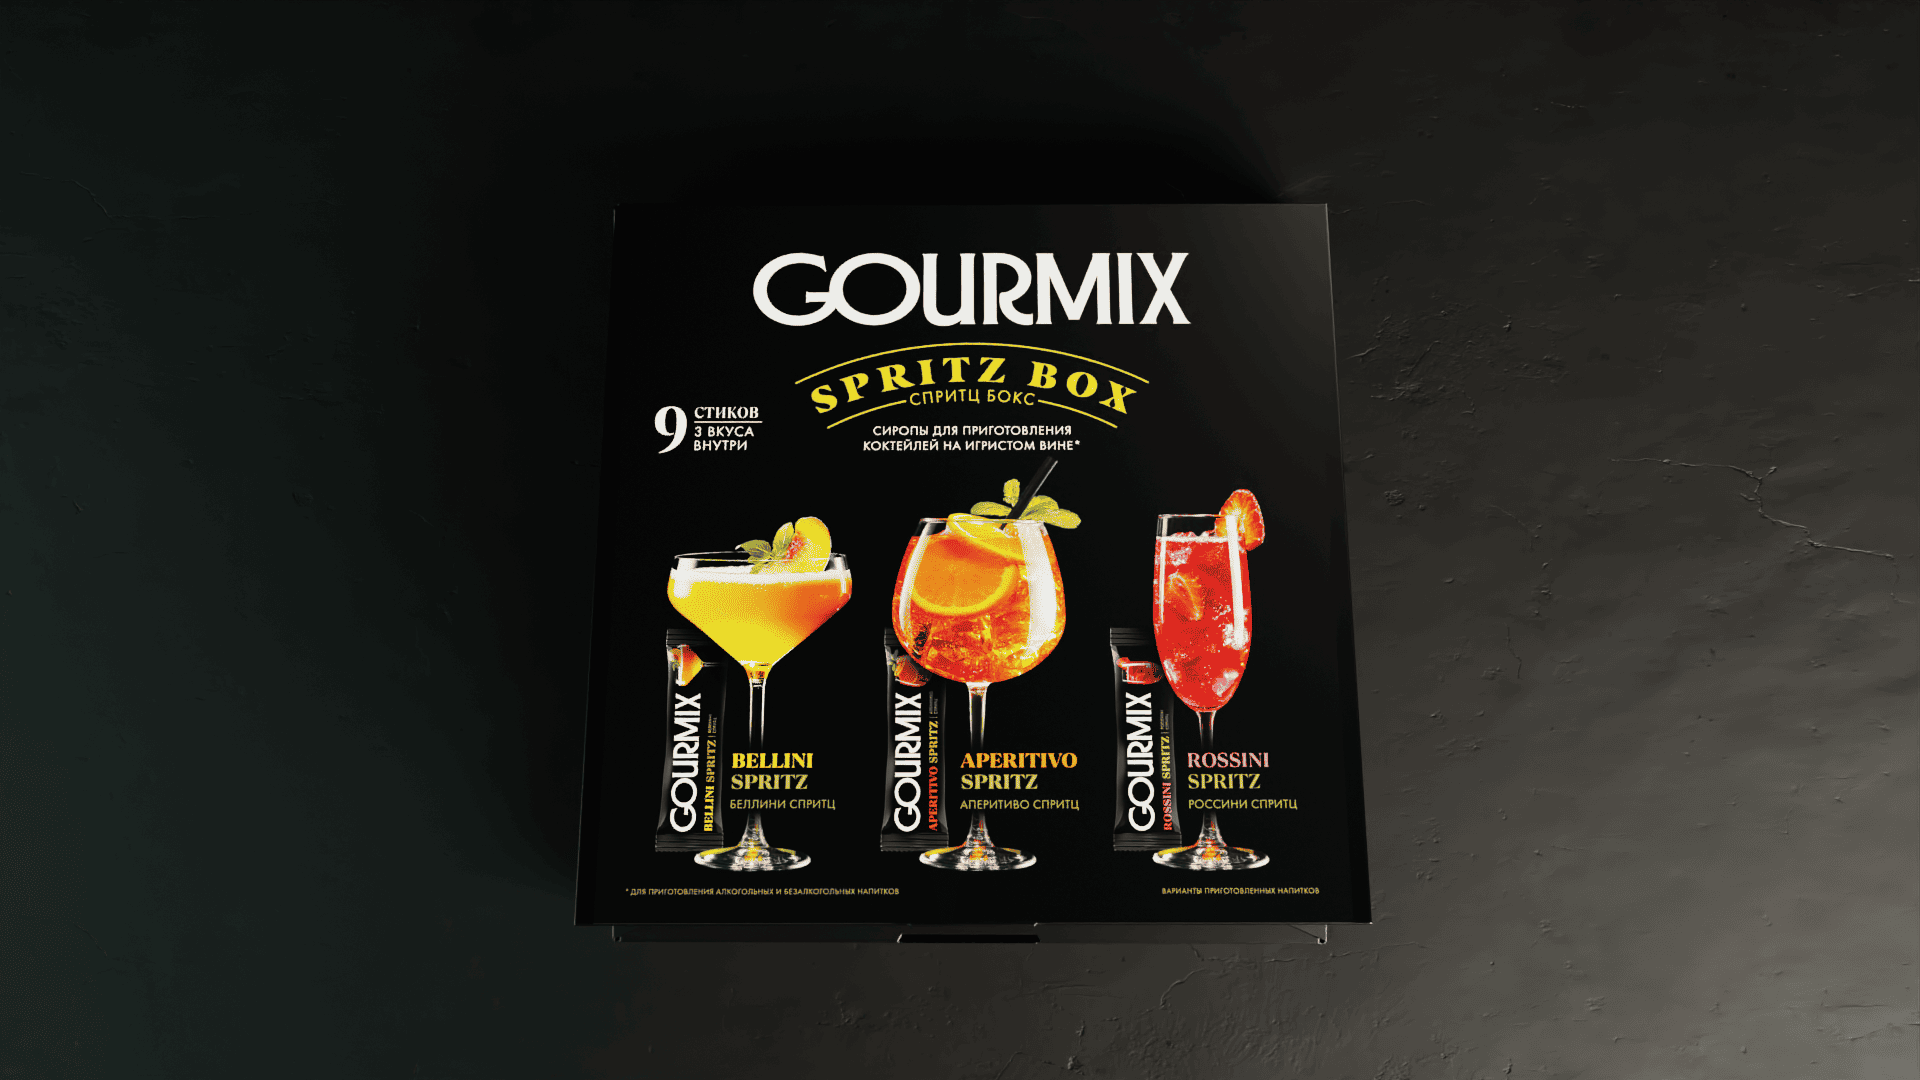 GOURMIX
SPRITZ BOX
СПРИТЦ БОКС
9 СТИКОВ
3 ВКУСА
ВНУТРИ
СИРОПЫ ДЛЯ ПРИГОТОВЛЕНИЯ
КОКТЕЙЛЕЙ НА ИГРИСТОМ ВИНЕ*
GOURMIX
BELLINI SPRITZ
BELLINI
SPRITZ
БЕЛЛИНИ СПРИТЦ
GOURMIX
APERITIVO SPRITZ
APERITIVO
SPRITZ
АПЕРИТИВО СПРИТЦ
GOURMIX
ROSSINI SPRITZ
ROSSINI
SPRITZ
РОССИНИ СПРИТЦ
* ДЛЯ ПРИГОТОВЛЕНИЯ АЛКОГОЛЬНЫХ И БЕЗАЛКОГОЛЬНЫХ НАПИТКОВ
ВАРИАНТЫ ПРИГОТОВЛЕННЫХ НАПИТКОВ